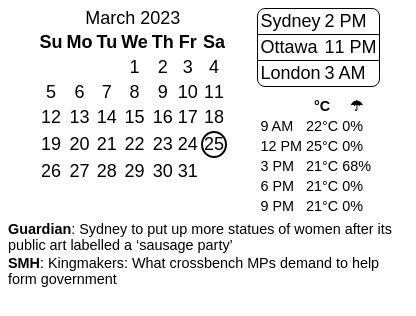 March 2023
Su Mo Tu We Th Fr Sa
1 2 3 4
5 6 7 8 9 10 11
12 13 14 15 16 17 18
19 20 21 22 23 24 25
26 27 28 29 30 31
Sydney 2 PM
Ottawa 11 PM
London 3 AM
°C ☂
9 AM 22°C 0%
12 PM 25°C 0%
3 PM 21°C 68%
6 PM 21°C 0%
9 PM 21°C 0%
Guardian: Sydney to put up more statues of women after its
public art labelled a ‘sausage party’
SMH: Kingmakers: What crossbench MPs demand to help
form government